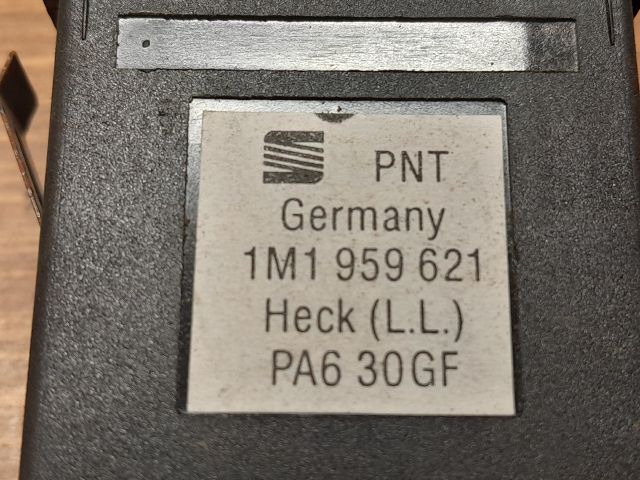 PNT
Germany
1M1 959 621
Heck (L.L.)
PA6 30GF